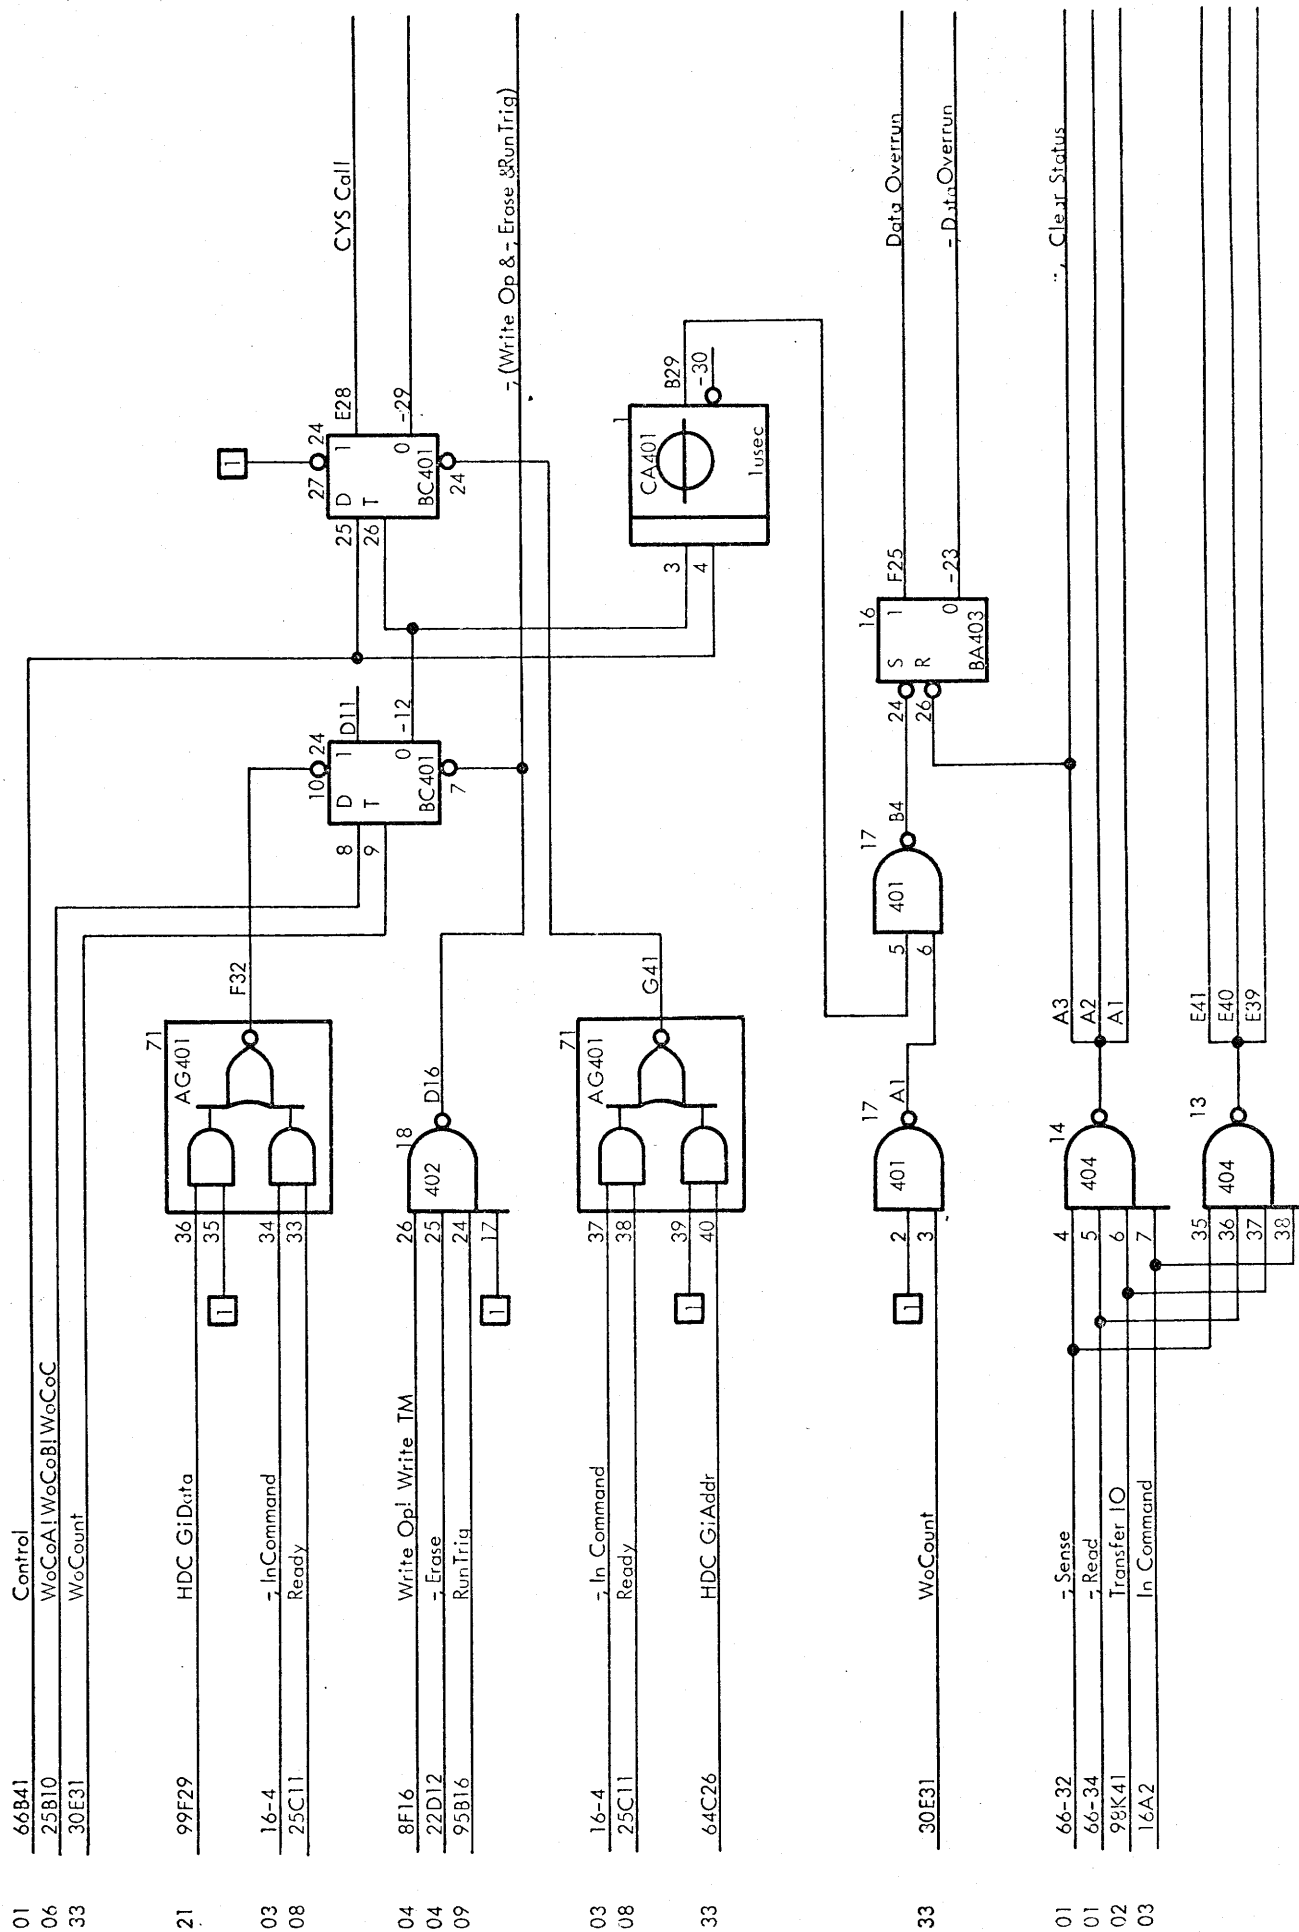 01 66B41 Control
06 25B10 WoCoA!WoCoB!WoCoC
33 30E31 WoCount
21 99F29 HDC GiData
03 16-4 ¬,InCommand
08 25C11 Ready
04 8F16 Write Op! Write TM
04 22D12 ¬,Erase
09 95B16 RunTrig
03 16-4 ¬,In Command
08 25C11 Ready
33 64C26 HDC GiAddr
33 30E31 WoCount
01 66-32 ¬,Sense
01 66-34 ¬,Read
02 98K41 Transfer IO
03 16A2 In Command
36
35
34
33
1
71
AG401
F32
26
25
24
17
1
18
402
D16
37
38
39
40
1
71
AG401
G41
2
3
1
17
401
A1
4
5
6
7
14
404
A3
A2
A1
35
36
37
38
13
404
E41
E40
E39
8
9
10
24
D
T
1
0
BC401
7
D11
-12
5
6
17
401
B4
25
26
27
24
1
D
T
1
0
BC401
24
E28
-29
CYS Call
¬,(Write Op &¬,Erase &RunTrig)
3
4
CA401
1
1usec
B29
-30
24
26
16
S
R
1
0
BA403
F25
-23
Data Overrun
¬,DataOverrun
¬, Clear Status